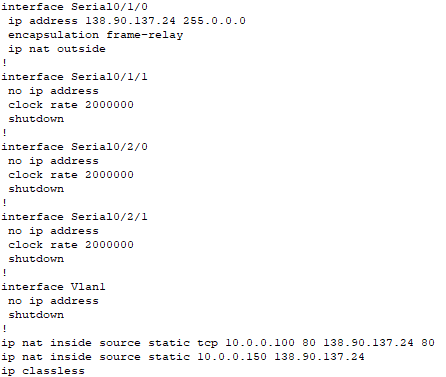 interface Serial0/1/0
 ip address 138.90.137.24 255.0.0.0
 encapsulation frame-relay
 ip nat outside
!
interface Serial0/1/1
 no ip address
 clock rate 2000000
 shutdown
!
interface Serial0/2/0
 no ip address
 clock rate 2000000
 shutdown
!
interface Serial0/2/1
 no ip address
 clock rate 2000000
 shutdown
!
interface Vlan1
 no ip address
 shutdown
!
ip nat inside source static tcp 10.0.0.100 80 138.90.137.24 80
ip nat inside source static 10.0.0.150 138.90.137.24
ip classless